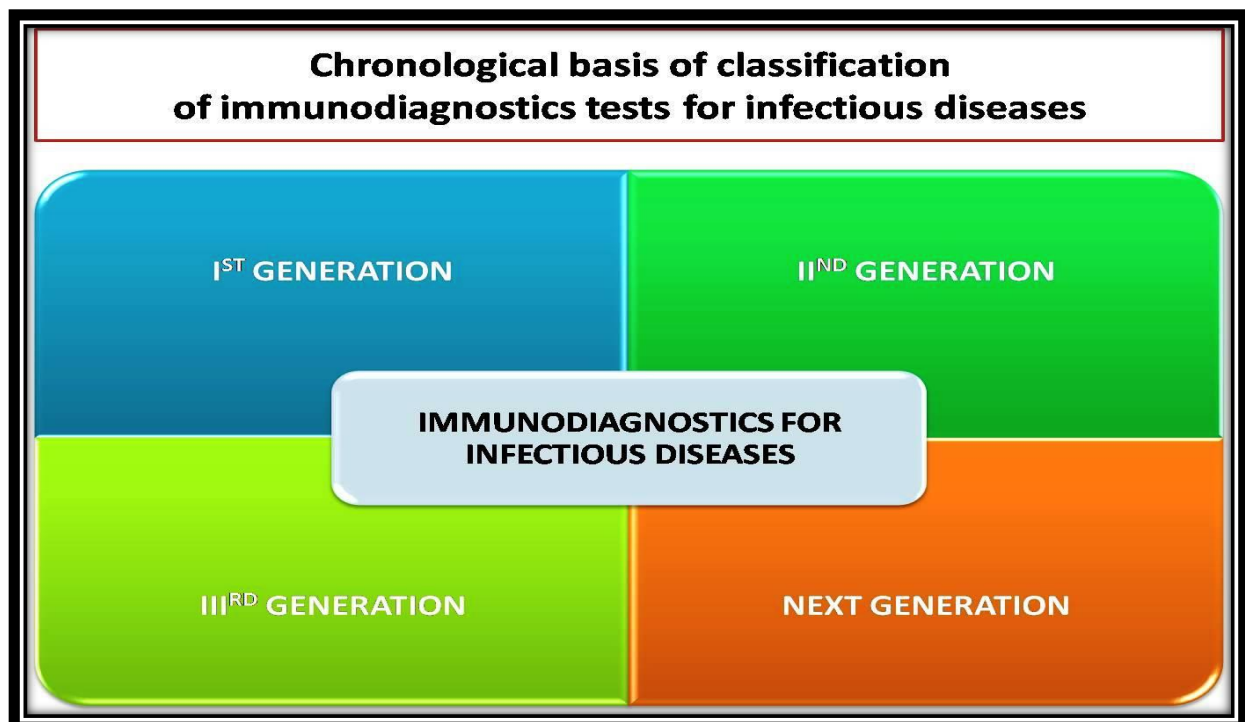 Chronological basis of classification
of immunodiagnostics tests for infectious diseases
IST GENERATION
IIND GENERATION
IMMUNODIAGNOSTICS FOR
INFECTIOUS DISEASES
IIIRD GENERATION
NEXT GENERATION